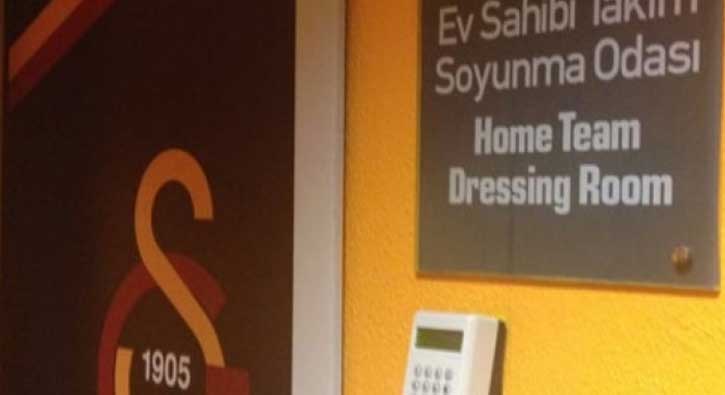 Ev Sahibi Takım
Soyunma Odası
Home Team
Dressing Room
1905